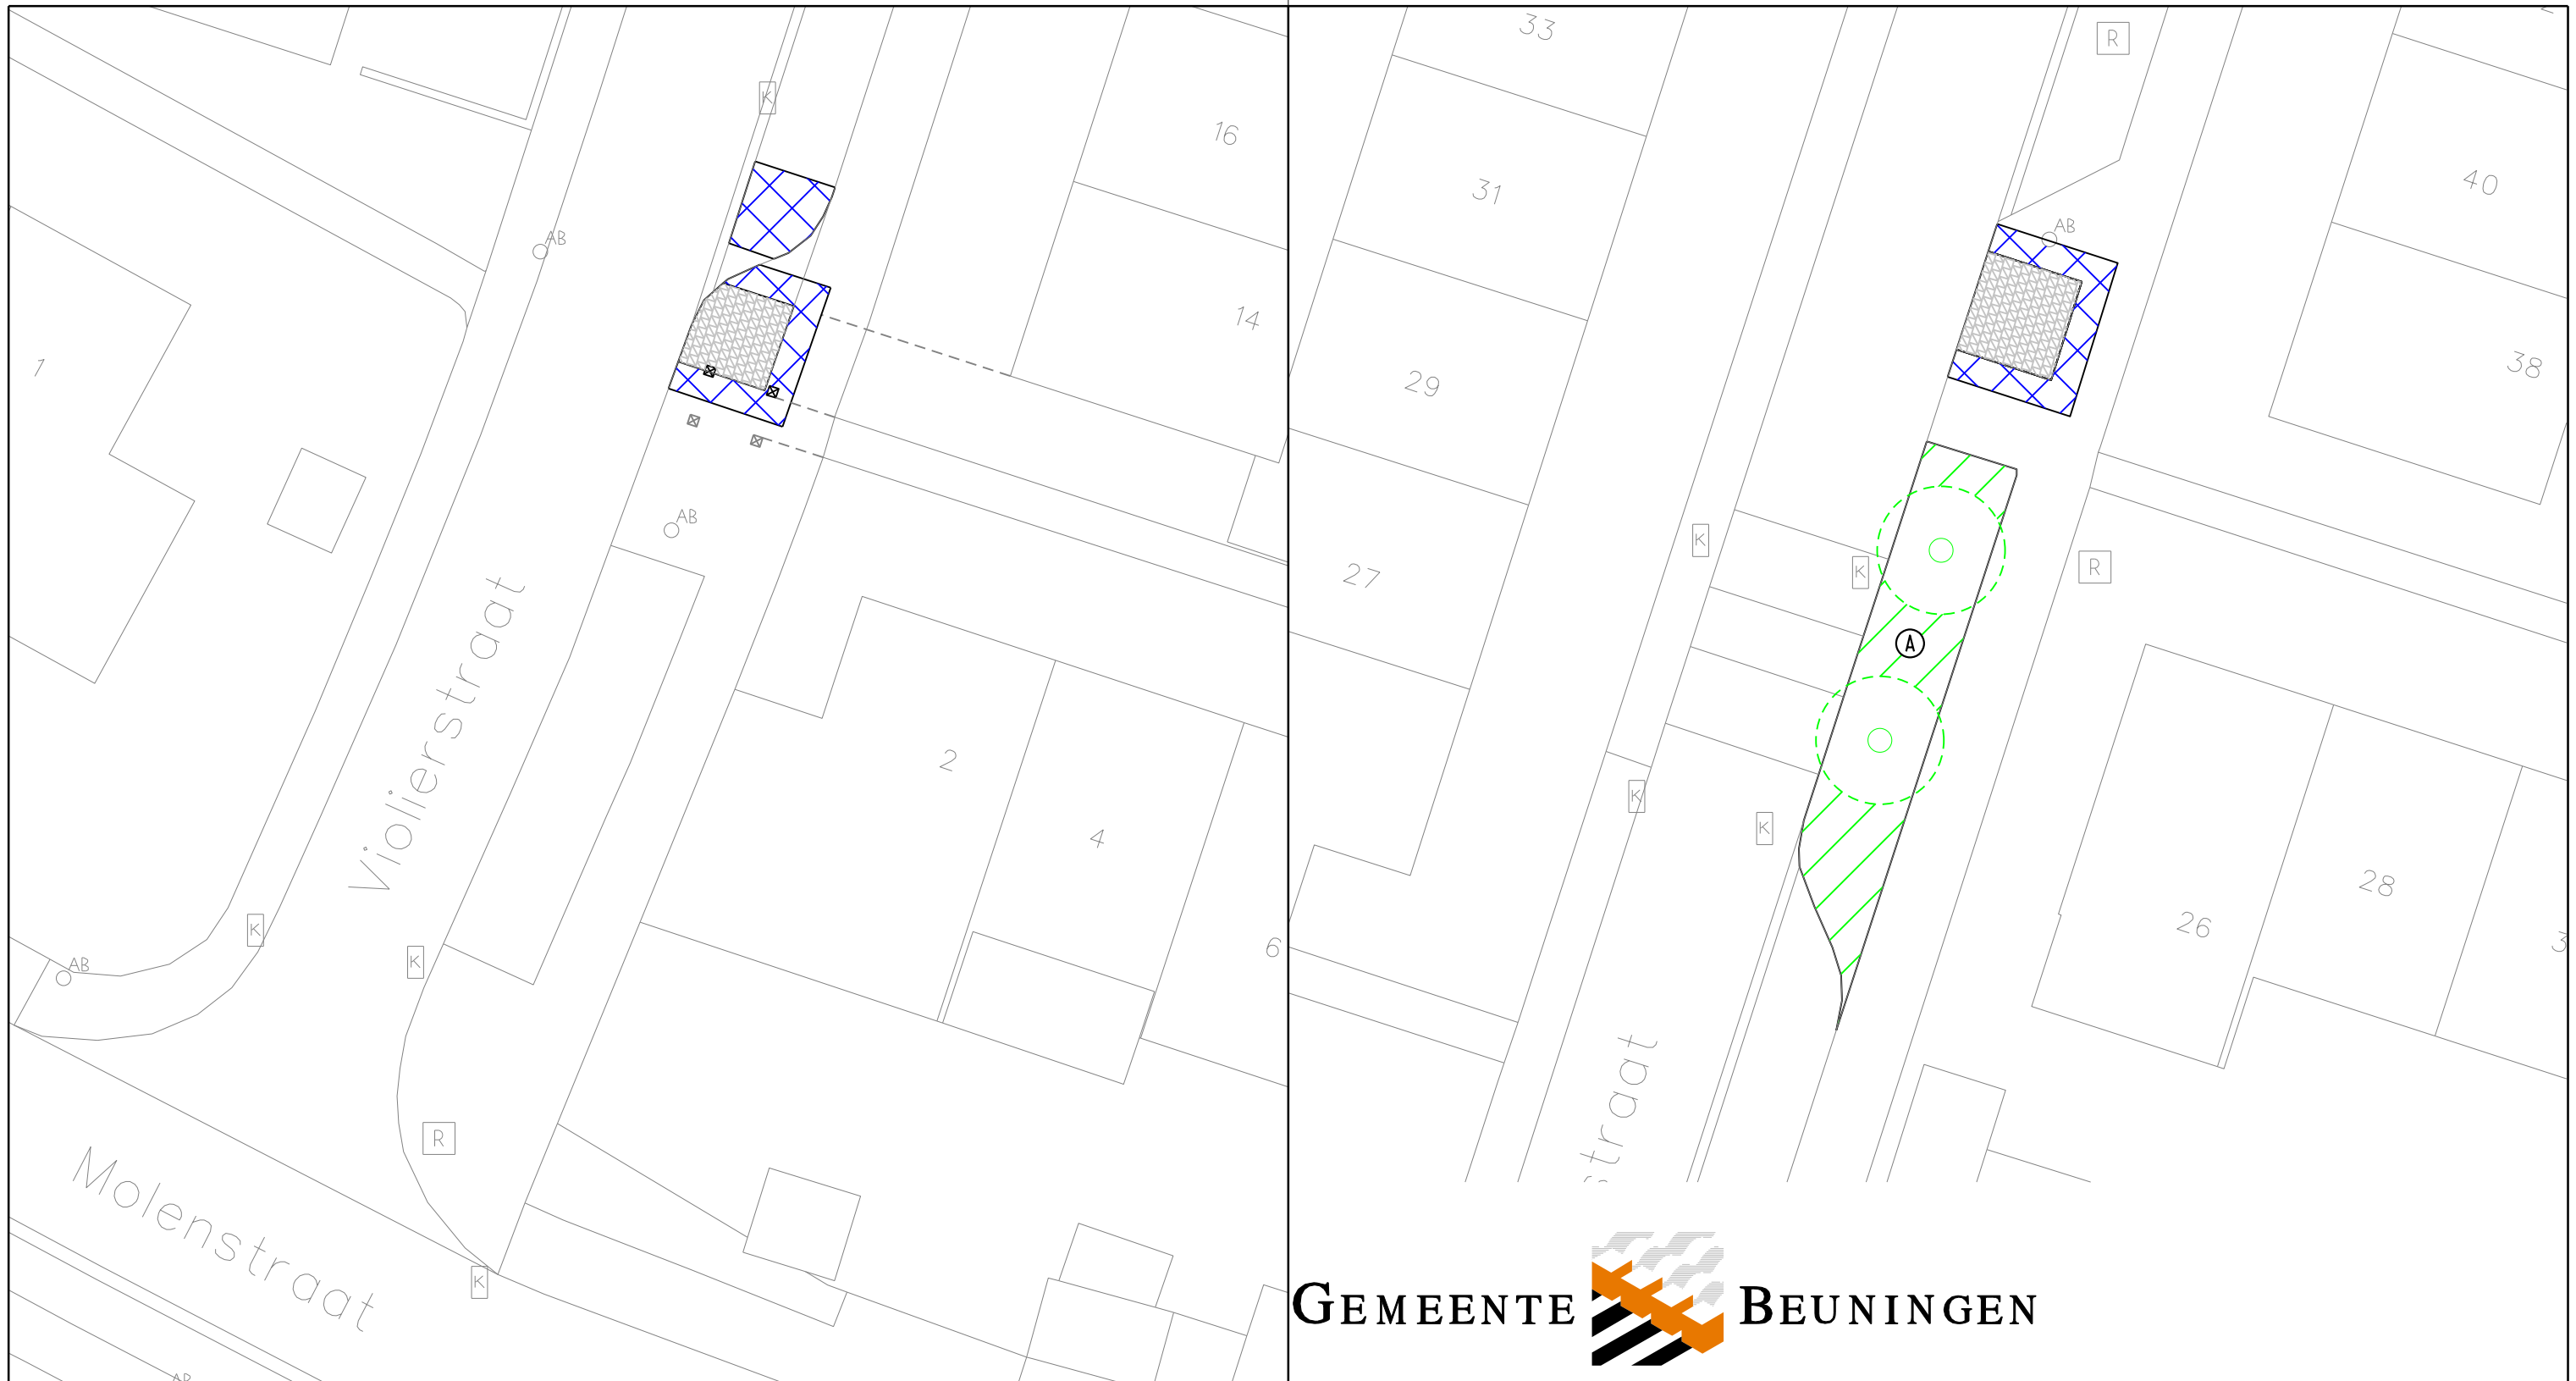 K
16
AB
14
1
AB
Violierstraat
2
4
6
K
K
AB
R
Molenstraat
K
33
R
31
40
AB
38
29
K
K
R
27
A
K
K
28
26
straat
GEMEENTE BEUNINGEN